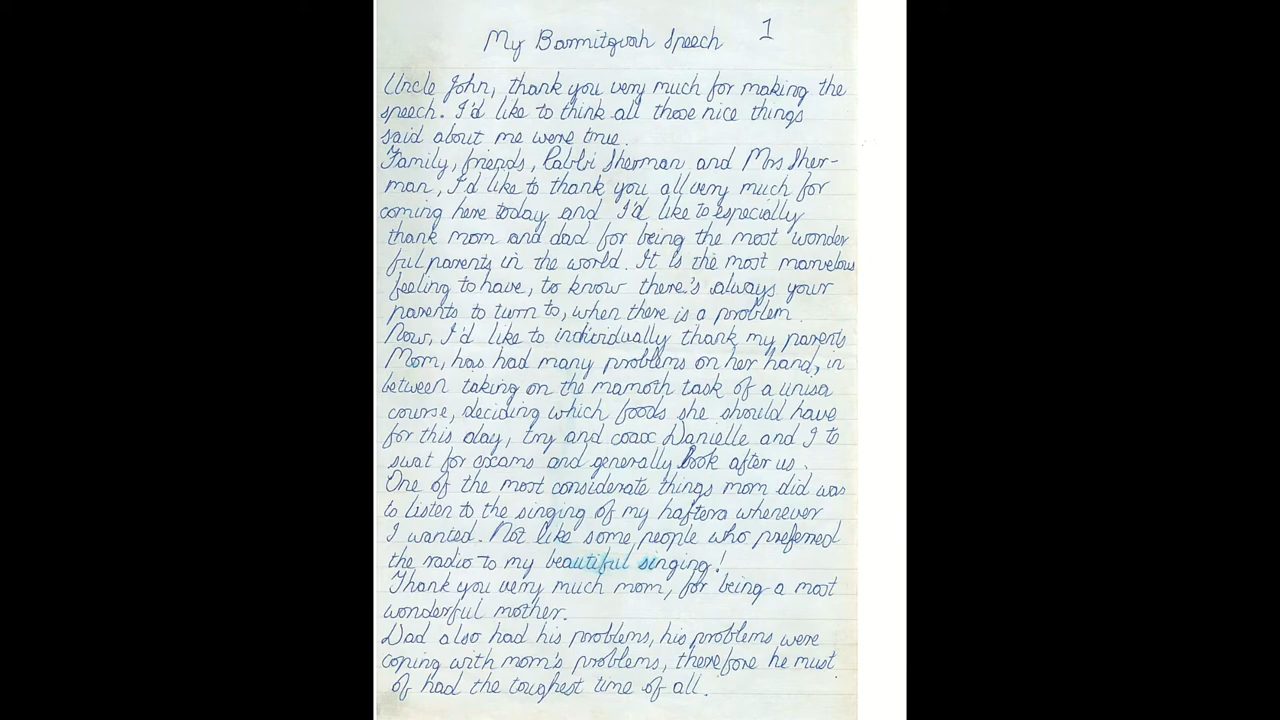 My Barmitzvah Speech 1
Uncle John, thank you very much for making the
speech. I'd like to think all those nice things
said about me were true.
Family, friends, Rabbi Sherman and Mrs Sher-
man, I'd like to thank you all very much for
coming here today and I'd like to especially
thank mom and dad for being the most wonder
ful parents in the world. It is the most marvelous
feeling to have, to know there's always your
parents to turn to, when there is a problem.
Now, I'd like to individually thank my parents
Mom, has had many problems on her hand, in
between taking on the mamoth task of a unisa
course, deciding which foods she should have
for this day, try and coax Danielle and I to
swat for exams and generally look after us.
One of the most considerate things mom did was
to listen to the singing of my haftera whenever
I wanted. Not like some people who preferred
the radio to my beautiful singing!
Thank you very much mom, for being a most
wonderful mother.
Dad also had his problems, his problems were
coping with mom's problems, therefore he must
of had the toughest time of all.